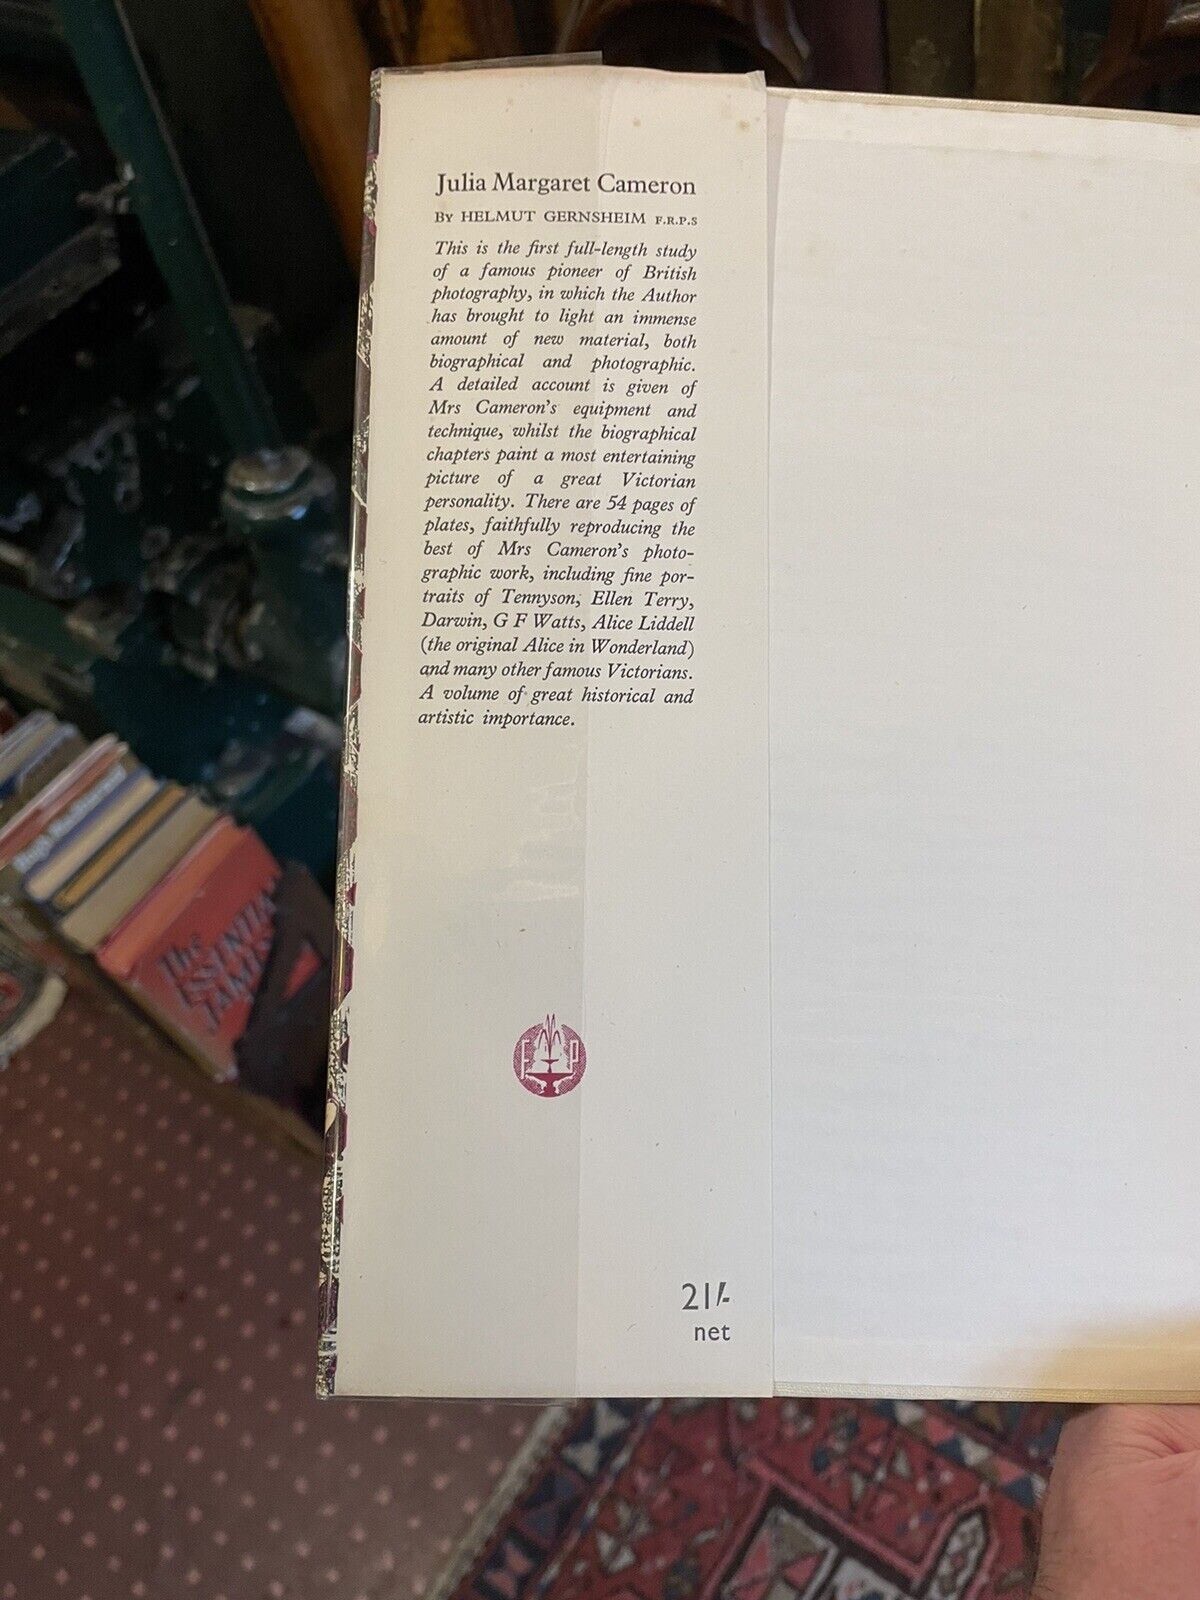 Julia Margaret Cameron
BY HELMUT GERNSHEIM F.R.P.S
This is the first full-length study
of a famous pioneer of British
photography, in which the Author
has brought to light an immense
amount of new material, both
biographical and photographic.
A detailed account is given of
Mrs Cameron's equipment and
technique, whilst the biographical
chapters paint a most entertaining
picture of a great Victorian
personality. There are 54 pages of
plates, faithfully reproducing the
best of Mrs Cameron's photo-
graphic work, including fine por-
traits of Tennyson, Ellen Terry,
Darwin, G F Watts, Alice Liddell
(the original Alice in Wonderland)
and many other famous Victorians.
A volume of great historical and
artistic importance.
F P
21/-
net
The